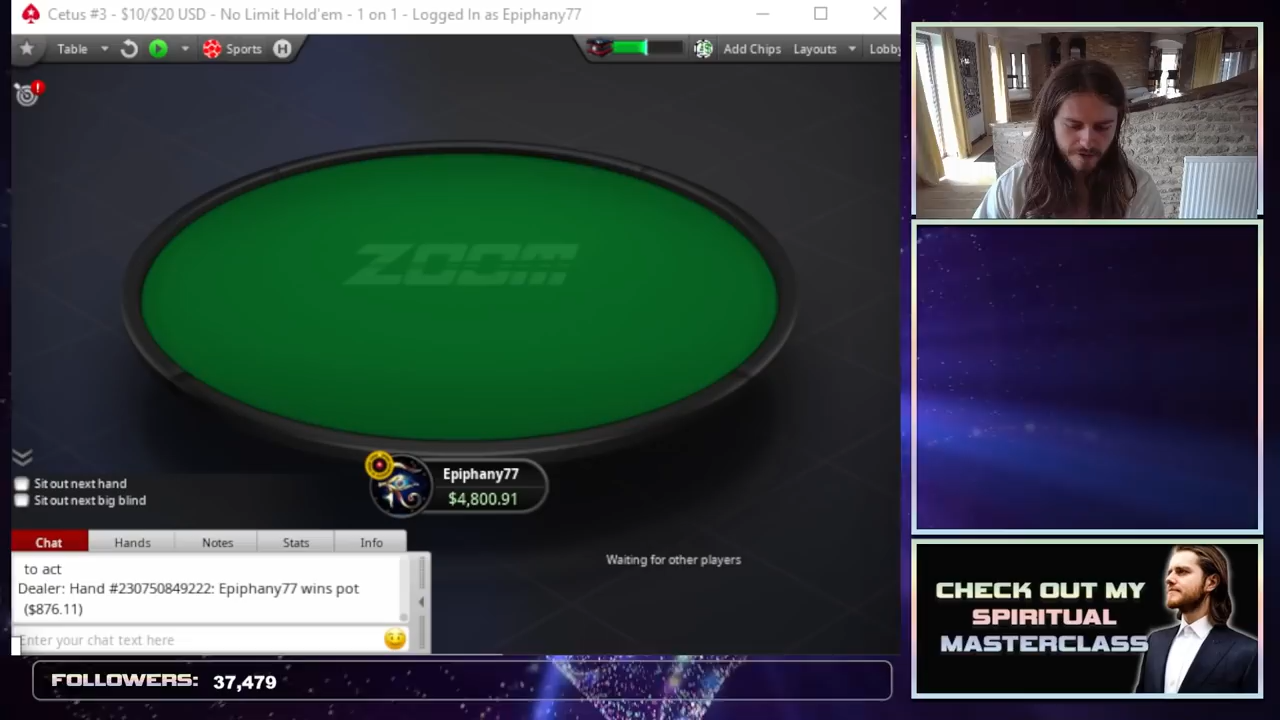 Cetus #3 - $10/$20 USD - No Limit Hold'em - 1 on 1 - Logged In as Epiphany77
Table Sports H Add Chips Layouts Lobby
ZOOM
Epiphany77
$4,800.91
Sit out next hand
Sit out next big blind
Chat Hands Notes Stats Info
to act
Dealer: Hand #230750849222: Epiphany77 wins pot
($876.11)
Enter your chat text here
Waiting for other players
CHECK OUT MY
SPIRITUAL
MASTERCLASS
FOLLOWERS: 37,479